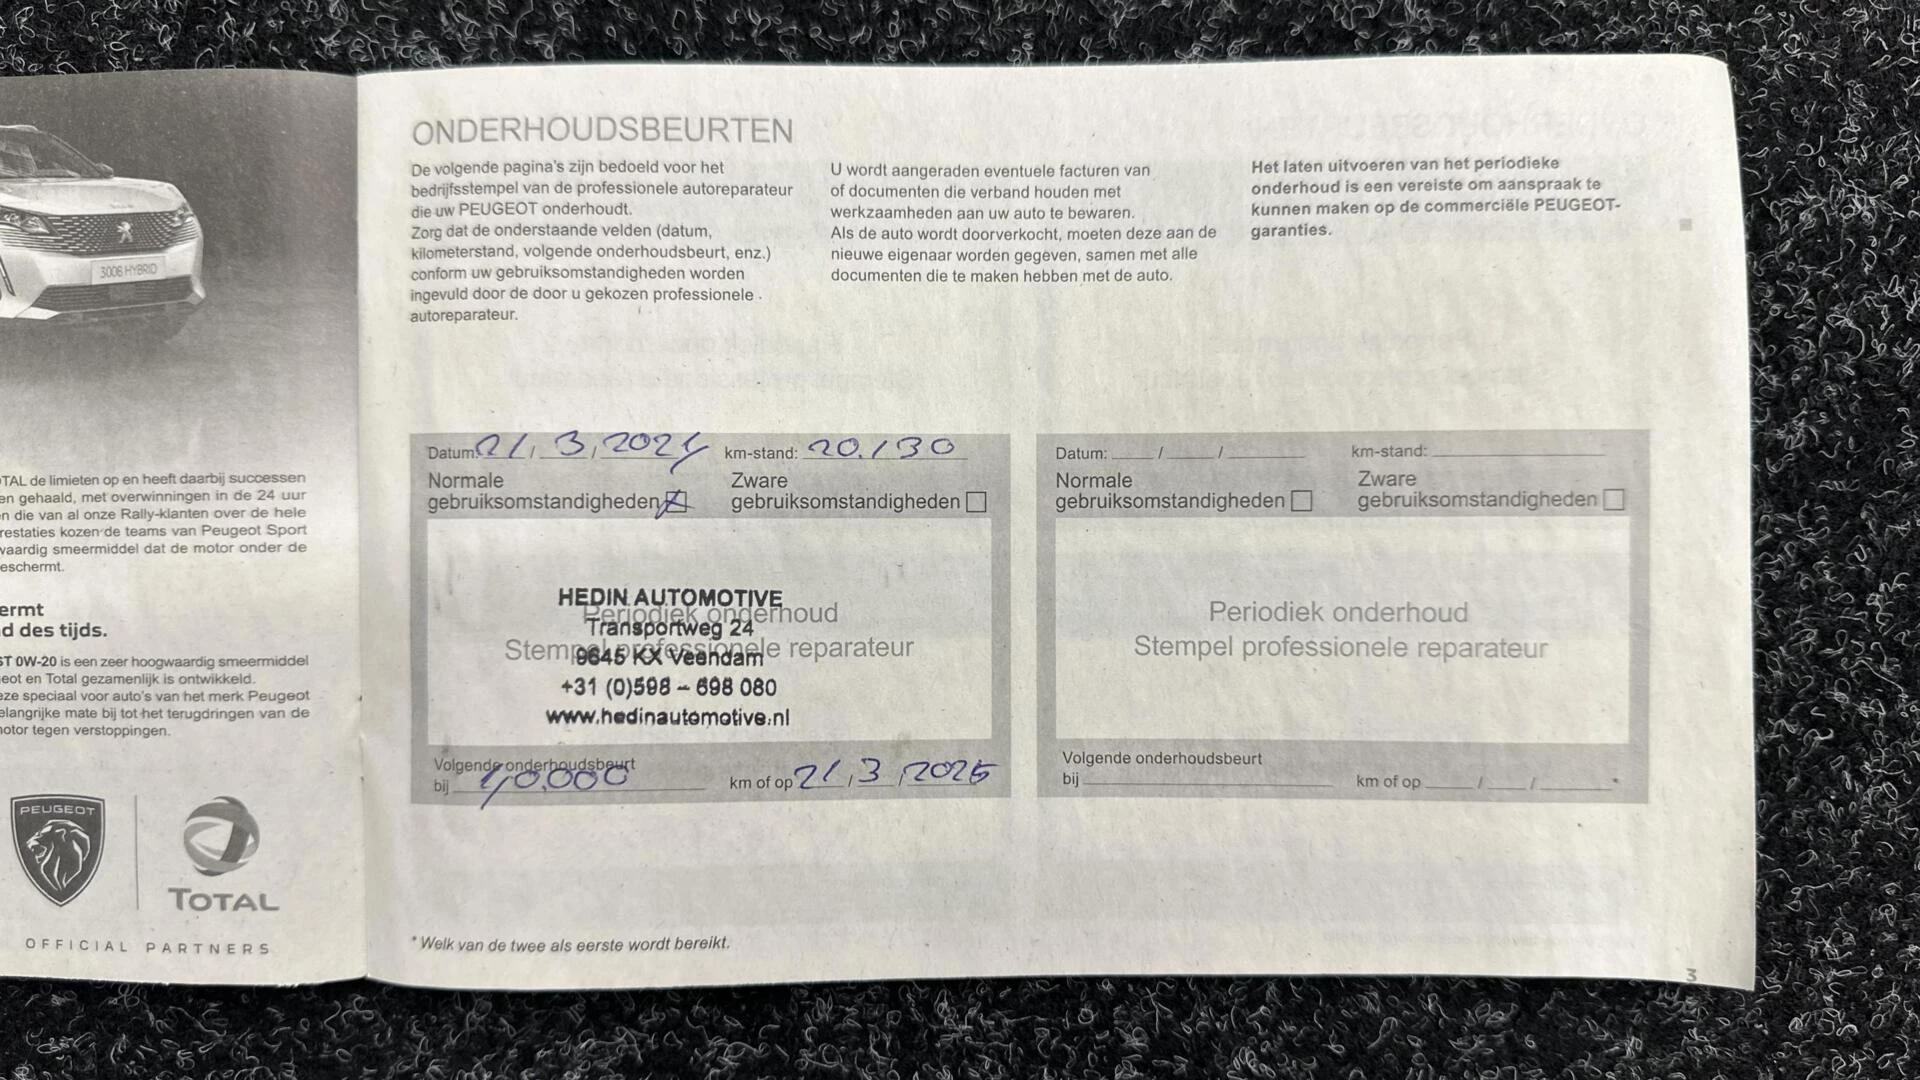 3008 HYBRID
OTAL de limieten op en heeft daarbij successen
en gehaald, met overwinningen in de 24 uur
n die van al onze Rally-klanten over de hele
restaties kozen de teams van Peugeot Sport
waardig smeermiddel dat de motor onder de
eschermt.
ermt
d des tijds.
ST 0W-20 is een zeer hoogwaardig smeermiddel
eot en Total gezamenlijk is ontwikkeld.
eze speciaal voor auto's van het merk Peugeot
elangrijke mate bij tot het terugdringen van de
notor tegen verstoppingen.
PEUGEOT
TOTAL
OFFICIAL PARTNERS
ONDERHOUDSBEURTEN
De volgende pagina's zijn bedoeld voor het
bedrijfsstempel van de professionele autoreparateur
die uw PEUGEOT onderhoudt.
Zorg dat de onderstaande velden (datum,
kilometerstand, volgende onderhoudsbeurt, enz.)
conform uw gebruiksomstandigheden worden
ingevuld door de door u gekozen professionele
autoreparateur.
U wordt aangeraden eventuele facturen van
of documenten die verband houden met
werkzaamheden aan uw auto te bewaren.
Als de auto wordt doorverkocht, moeten deze aan de
nieuwe eigenaar worden gegeven, samen met alle
documenten die te maken hebben met de auto.
Het laten uitvoeren van het periodieke
onderhoud is een vereiste om aanspraak te
kunnen maken op de commerciële PEUGEOT-
garanties.
Datum: 21 / 3 / 2024 km-stand: 20.130
Normale
gebruiksomstandigheden
Zware
gebruiksomstandigheden
Periodiek onderhoud
Stempel professionele reparateur
HEDIN AUTOMOTIVE
Transportweg 24
9645 KX Veendam
+31 (0)598 – 698 080
www.hedinautomotive.nl
Volgende onderhoudsbeurt
bij 40.000 km of op 21 / 3 / 2025
Datum: / / km-stand:
Normale
gebruiksomstandigheden
Zware
gebruiksomstandigheden
Periodiek onderhoud
Stempel professionele reparateur
Volgende onderhoudsbeurt
bij km of op / / *
* Welk van de twee als eerste wordt bereikt.
3